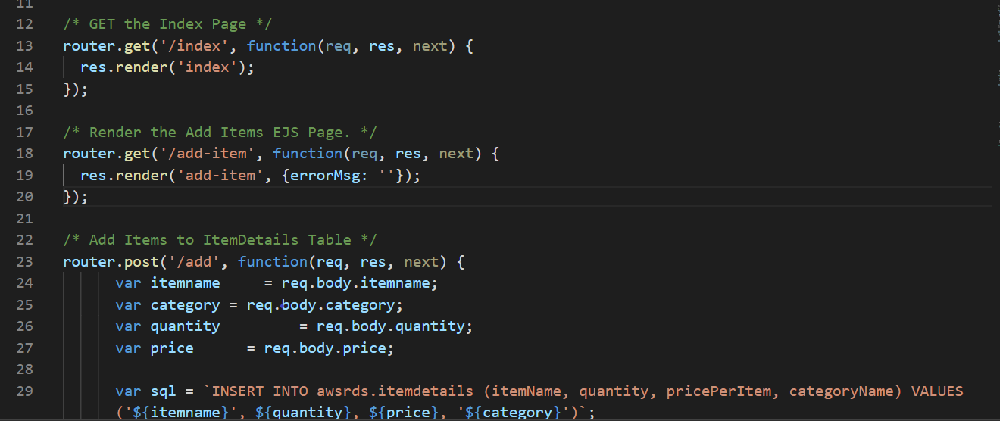 11
12 /* GET the Index Page */
13 router.get('/index', function(req, res, next) {
14   res.render('index');
15 });
16
17 /* Render the Add Items EJS Page. */
18 router.get('/add-item', function(req, res, next) {
19   res.render('add-item', {errorMsg: ''});
20 });
21
22 /* Add Items to ItemDetails Table */
23 router.post('/add', function(req, res, next) {
24       var itemname     = req.body.itemname;
25       var category = req.body.category;
26       var quantity         = req.body.quantity;
27       var price      = req.body.price;
28
29       var sql = `INSERT INTO awsrds.itemdetails (itemName, quantity, pricePerItem, categoryName) VALUES
      ('${itemname}', ${quantity}, ${price}, '${category}')`;